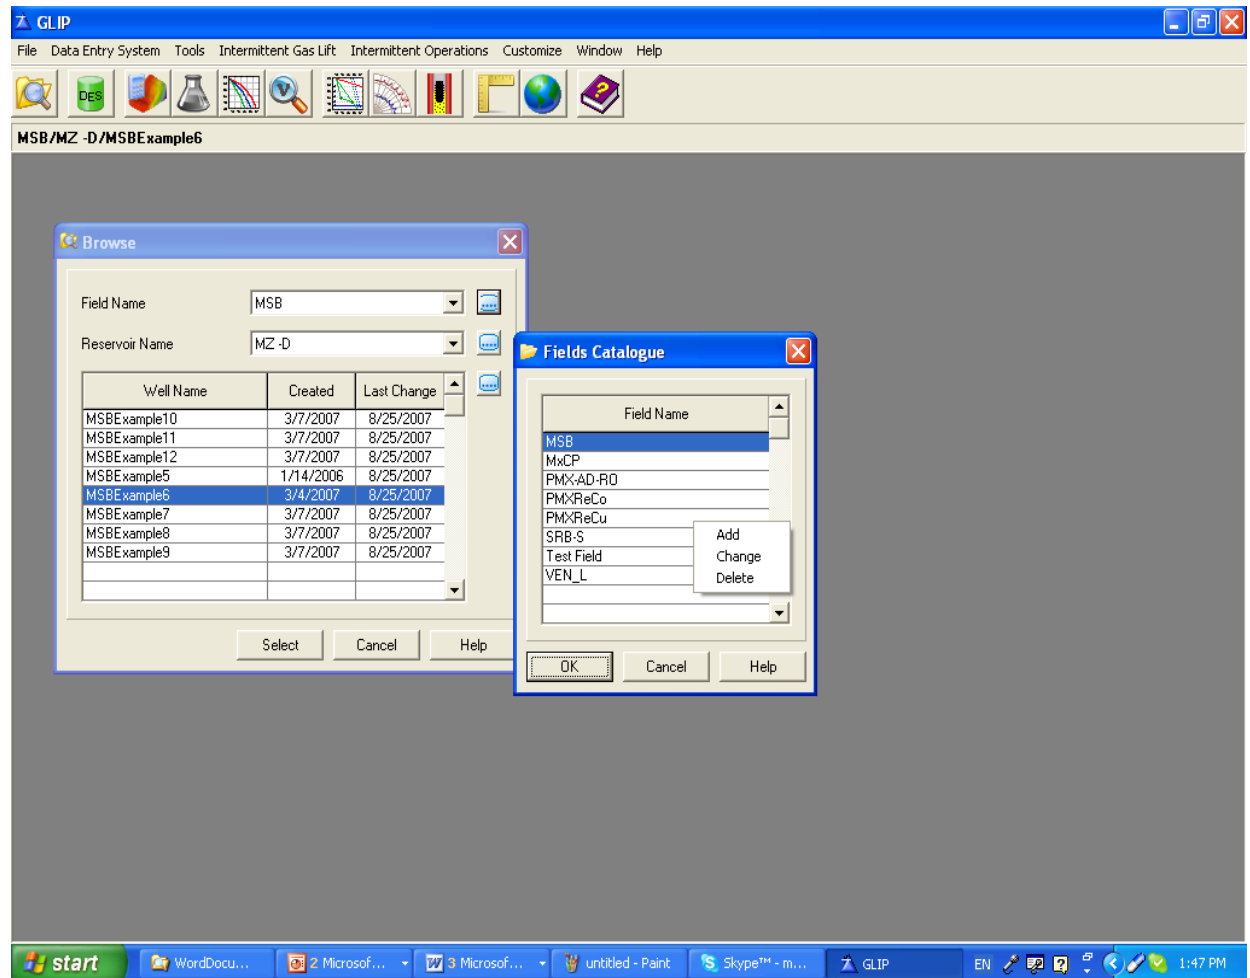 GLIP
File Data Entry System Tools Intermittent Gas Lift Intermittent Operations Customize Window Help
DES
MSB/MZ -D/MSBExample6
Browse
Field Name MSB
Reservoir Name MZ -D
Well Name Created Last Change
MSBExample10 3/7/2007 8/25/2007
MSBExample11 3/7/2007 8/25/2007
MSBExample12 3/7/2007 8/25/2007
MSBExample5 1/14/2006 8/25/2007
MSBExample6 3/4/2007 8/25/2007
MSBExample7 3/7/2007 8/25/2007
MSBExample8 3/7/2007 8/25/2007
MSBExample9 3/7/2007 8/25/2007
Select Cancel Help
Fields Catalogue
Field Name
MSB
MxCP
PMX-AD-RO
PMXReCo
PMXReCu
SRB-S
Test Field
VEN_L
Add
Change
Delete
OK Cancel Help
start WordDocu... 2 Microsof... 3 Microsof... untitled - Paint Skype™ - m... GLIP EN 1:47 PM